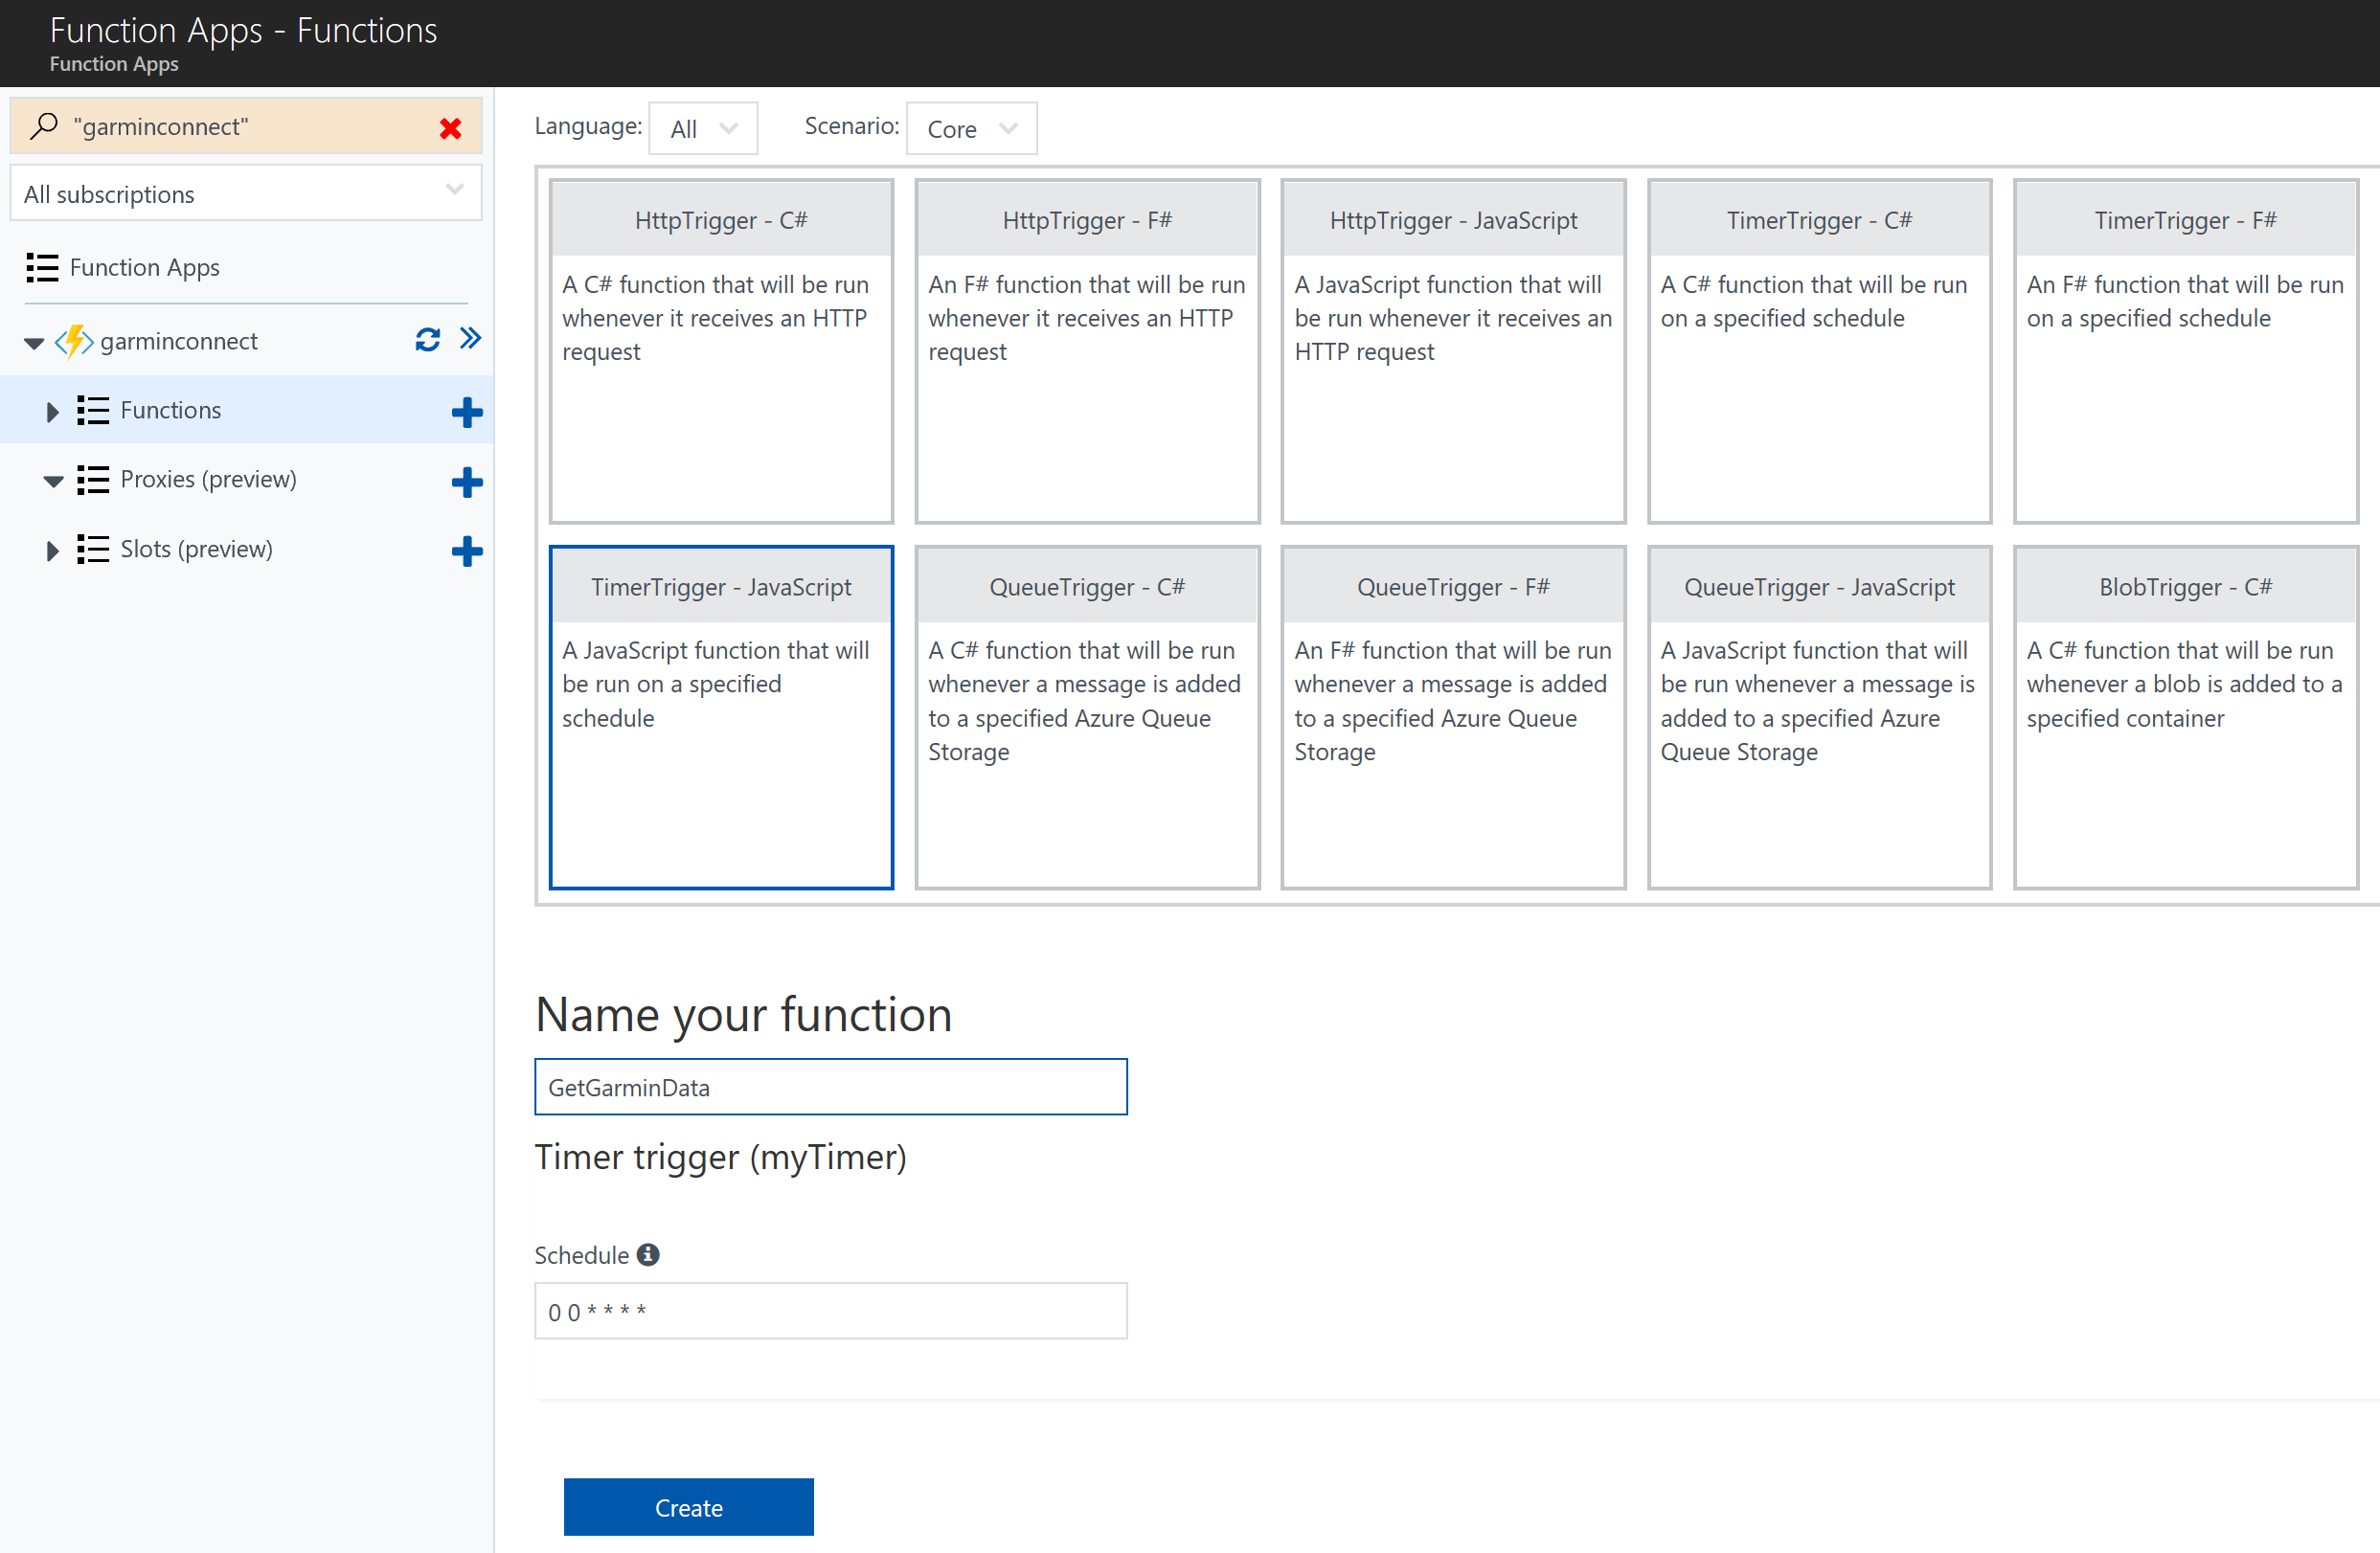 Function Apps - Functions
Function Apps
"garminconnect"
All subscriptions
Function Apps
garminconnect
Functions
Proxies (preview)
Slots (preview)
Language: All Scenario: Core
HttpTrigger - C#
A C# function that will be run
whenever it receives an HTTP
request
HttpTrigger - F#
An F# function that will be run
whenever it receives an HTTP
request
HttpTrigger - JavaScript
A JavaScript function that will
be run whenever it receives an
HTTP request
TimerTrigger - C#
A C# function that will be run
on a specified schedule
TimerTrigger - F#
An F# function that will be run
on a specified schedule
TimerTrigger - JavaScript
A JavaScript function that will
be run on a specified
schedule
QueueTrigger - C#
A C# function that will be run
whenever a message is added
to a specified Azure Queue
Storage
QueueTrigger - F#
An F# function that will be run
whenever a message is added
to a specified Azure Queue
Storage
QueueTrigger - JavaScript
A JavaScript function that will
be run whenever a message is
added to a specified Azure
Queue Storage
BlobTrigger - C#
A C# function that will be run
whenever a blob is added to a
specified container
Name your function
GetGarminData
Timer trigger (myTimer)
Schedule
0 0 * * * *
Create